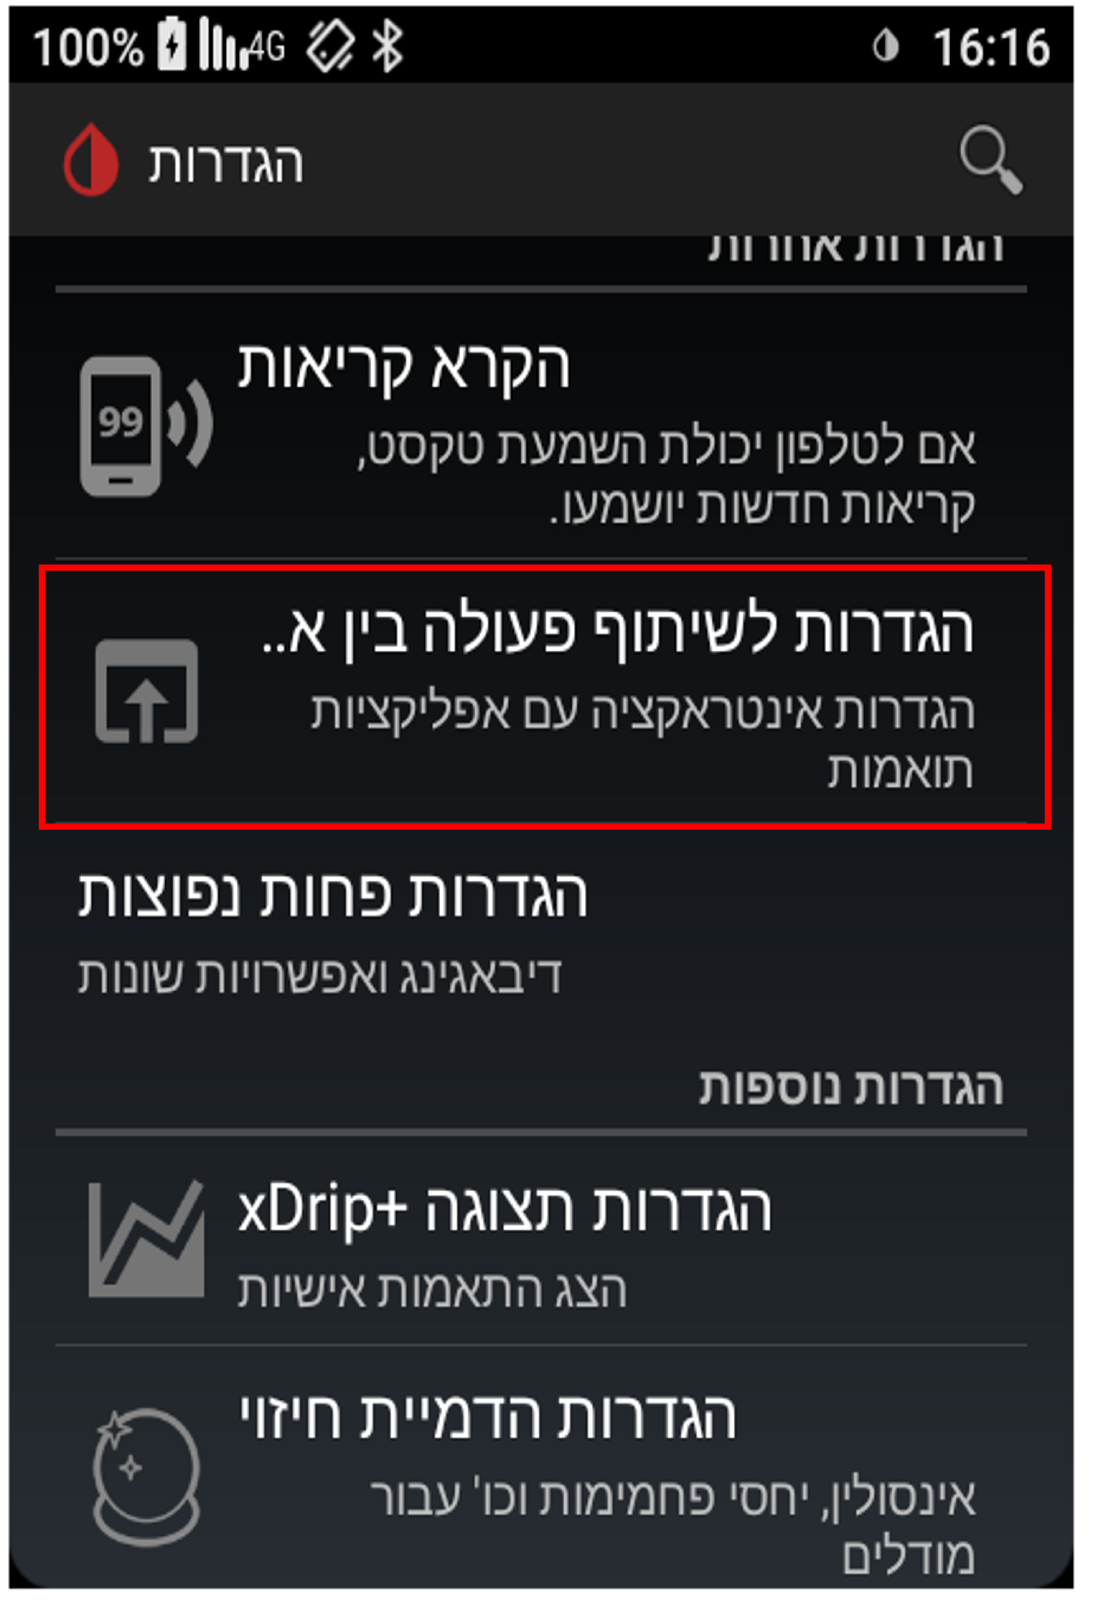 100% 4G 16:16
הגדרות
הגדרות אחרות
99
הקרא קריאות
אם לטלפון יכולת השמעת טקסט,
קריאות חדשות יושמעו.
הגדרות לשיתוף פעולה בין א..
הגדרות אינטראקציה עם אפליקציות
תואמות
הגדרות פחות נפוצות
דיבאגינג ואפשרויות שונות
הגדרות נוספות
הגדרות תצוגה xDrip+
הצג התאמות אישיות
הגדרות הדמיית חיזוי
אינסולין, יחסי פחמימות וכו' עבור
מודלים